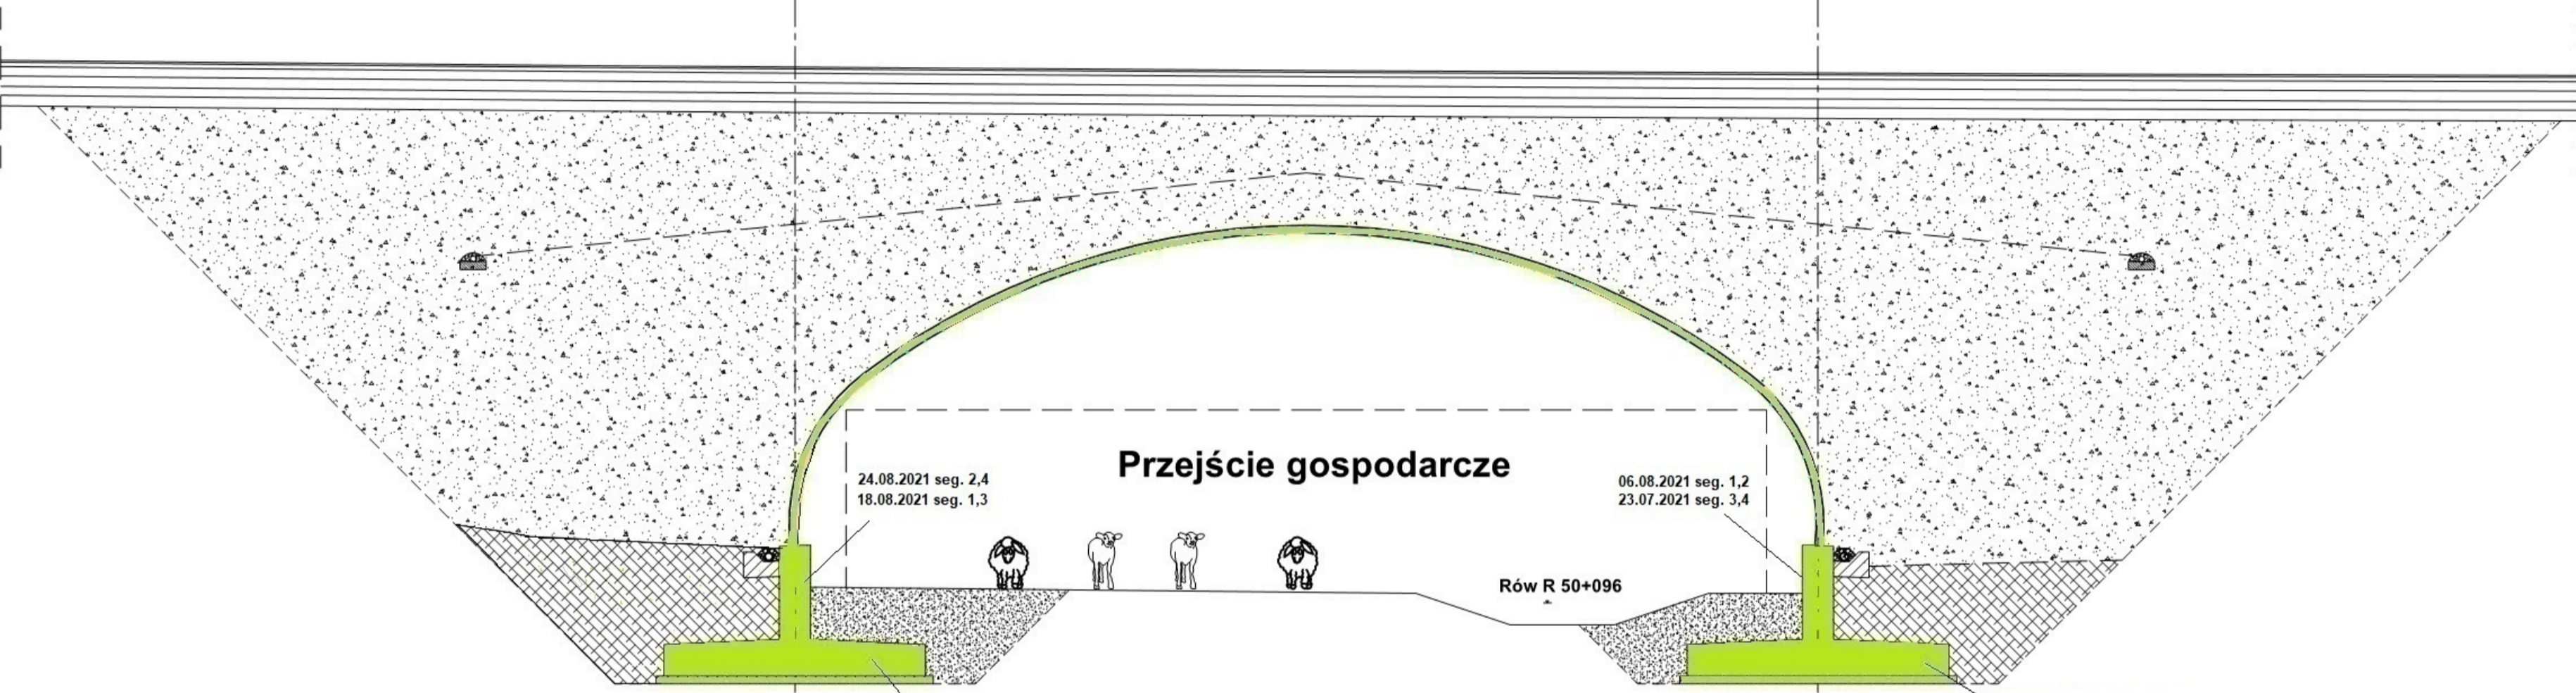 Przejście gospodarcze
24.08.2021 seg. 2,4
18.08.2021 seg. 1,3
06.08.2021 seg. 1,2
23.07.2021 seg. 3,4
Rów R 50+096